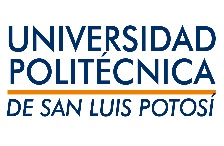 UNIVERSIDAD
POLITÉCNICA
DE SAN LUIS POTOSÍ